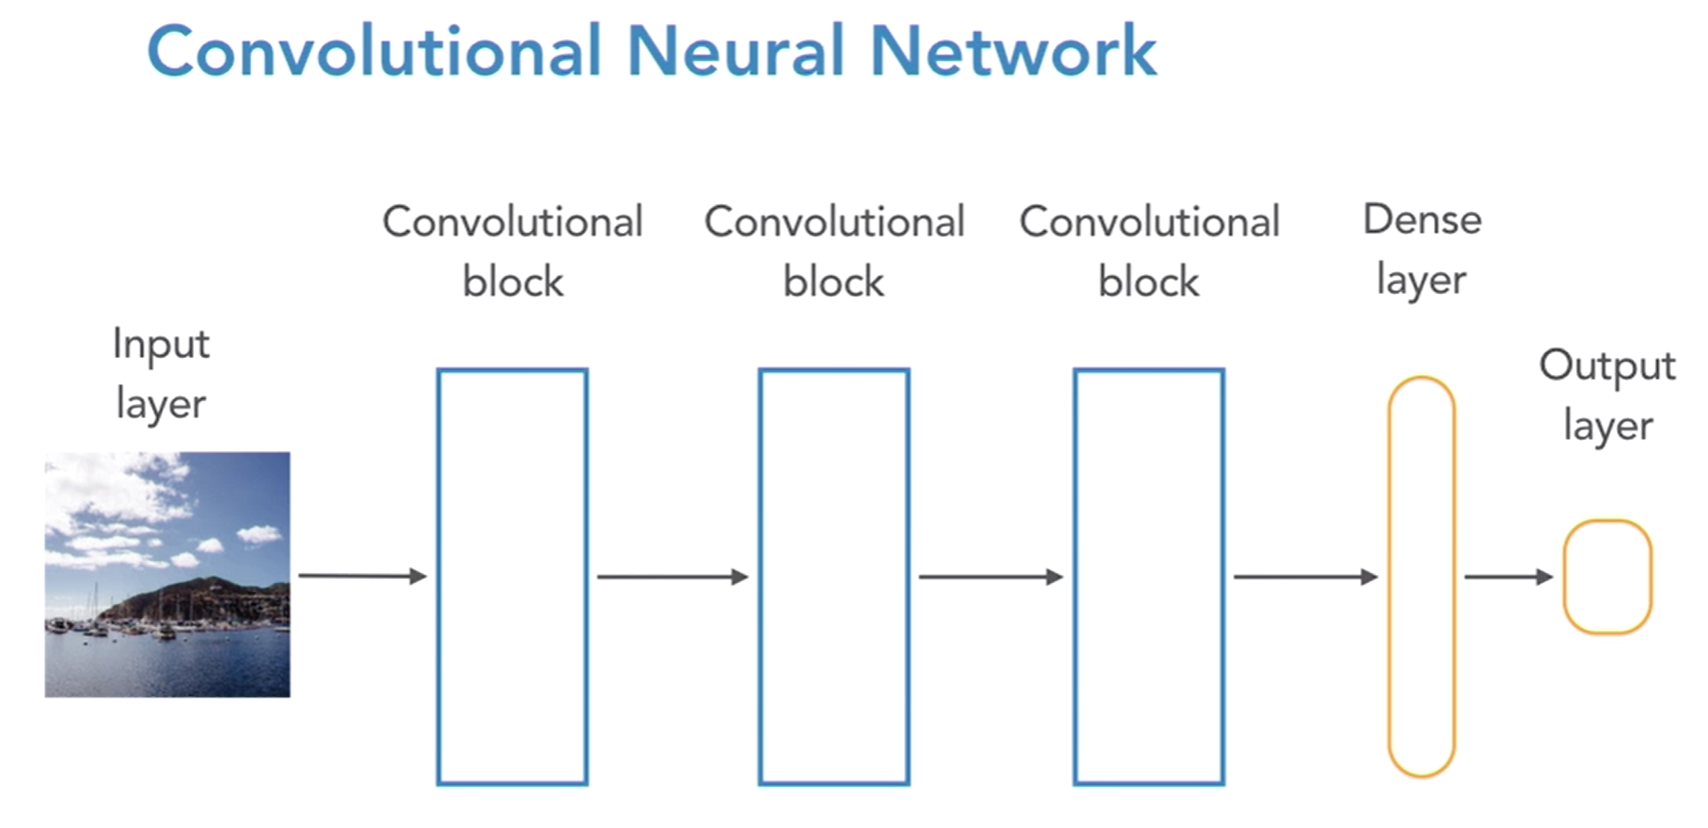 Convolutional Neural Network
Input
layer
Convolutional
block
Convolutional
block
Convolutional
block
Dense
layer
Output
layer